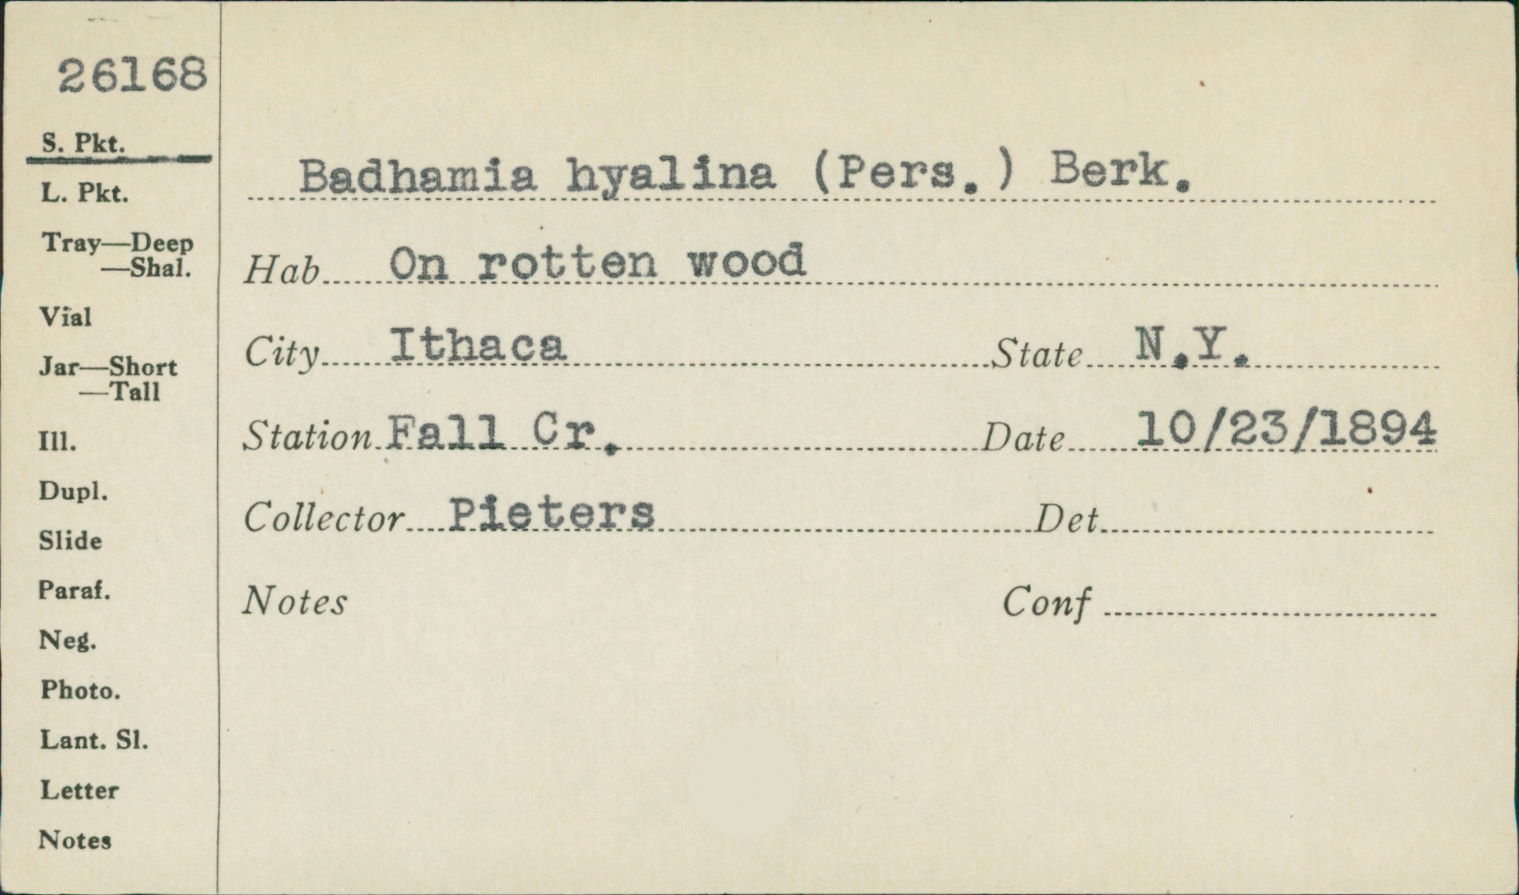 26168
S. Pkt.
L. Pkt.
Tray—Deep
—Shal.
Vial
Jar—Short
—Tall
Ill.
Dupl.
Slide
Paraf.
Neg.
Photo.
Lant. Sl.
Letter
Notes
Badhamia hyalina (Pers.) Berk.
Hab On rotten wood
City Ithaca State N.Y.
Station Fall Cr. Date 10/23/1894
Collector Pieters Det
Notes Conf